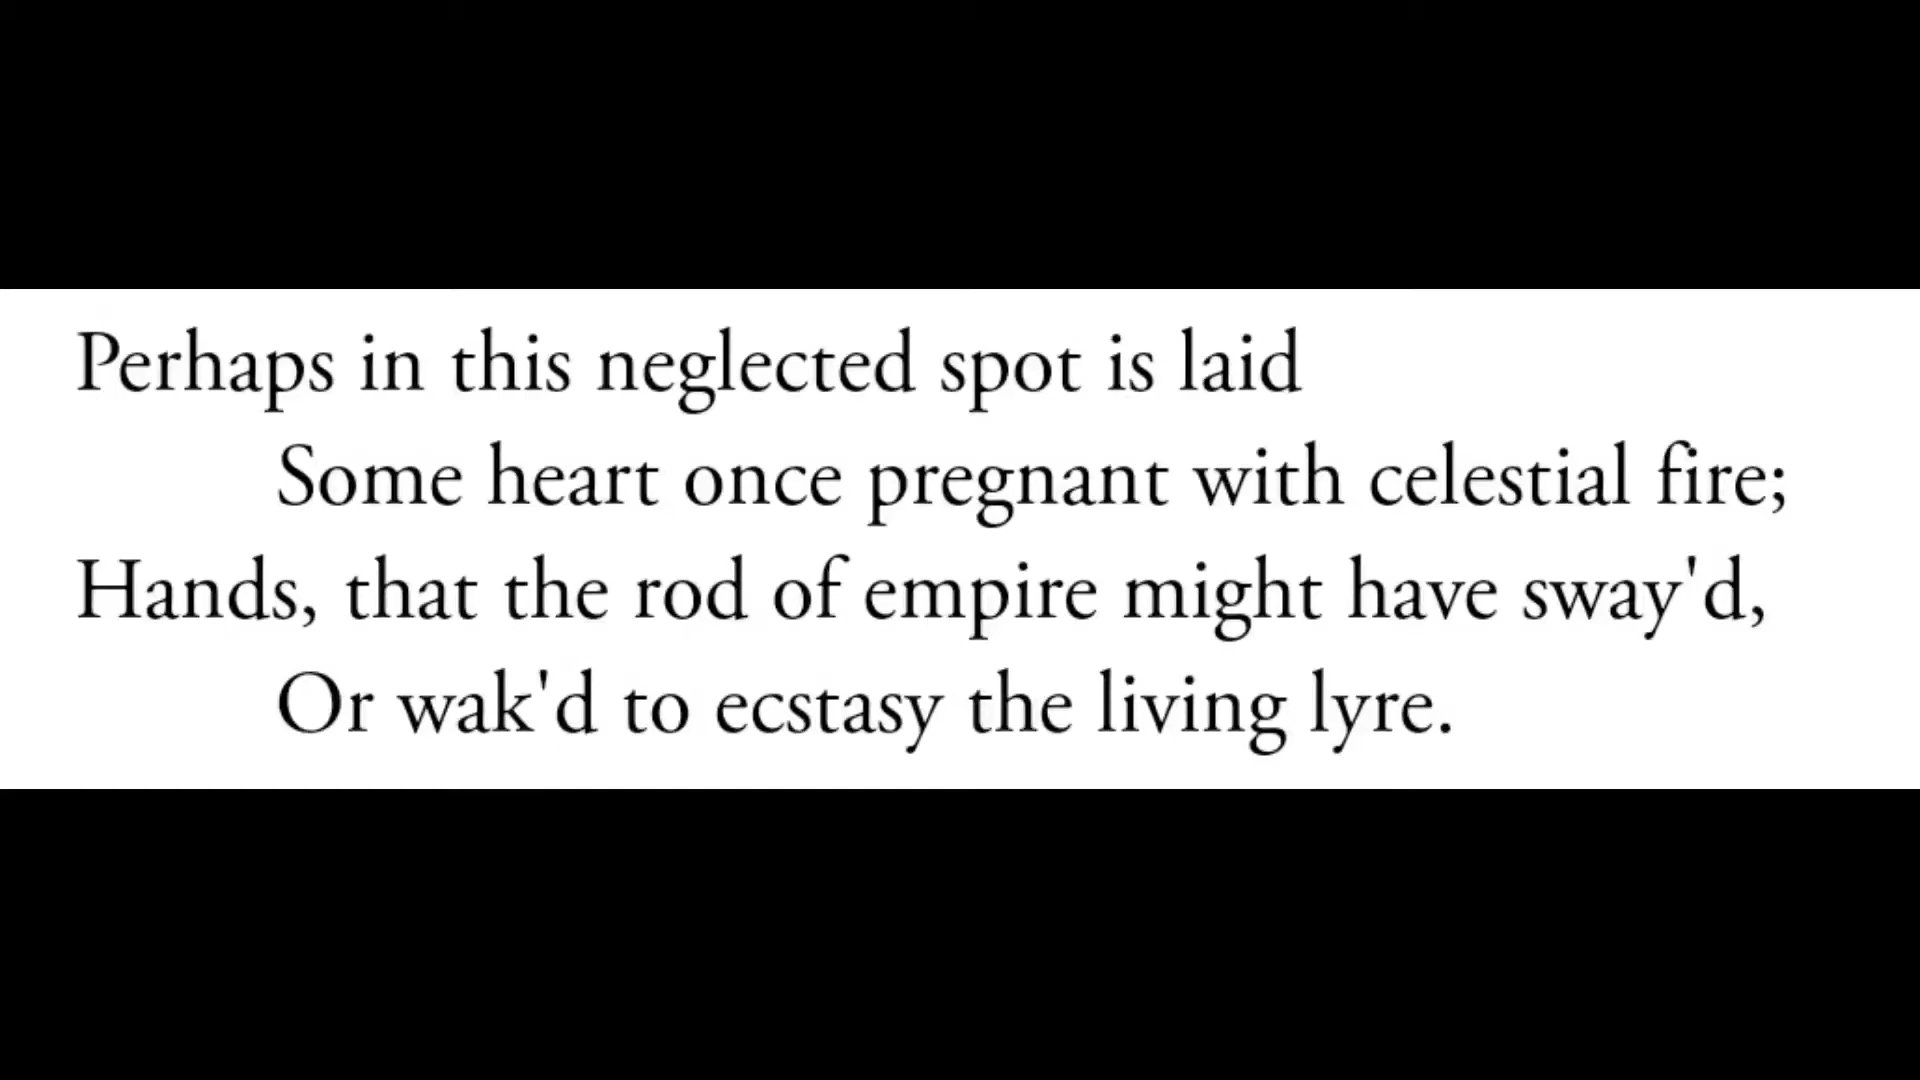 Perhaps in this neglected spot is laid
Some heart once pregnant with celestial fire;
Hands, that the rod of empire might have sway'd,
Or wak'd to ecstasy the living lyre.